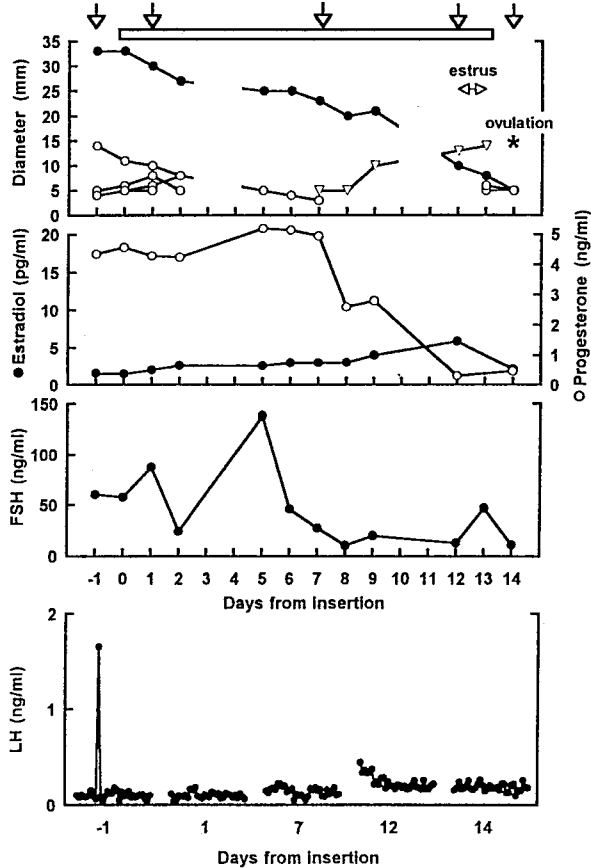 35
30
25
20
15
10
5
0
Diameter (mm)
estrus
ovulation
*
20
15
10
5
0
Estradiol (pg/ml)
5
4
3
2
1
0
Progesterone (ng/ml)
150
100
50
0
FSH (ng/ml)
-1 0 1 2 3 4 5 6 7 8 9 10 11 12 13 14
Days from insertion
2
1
0
LH (ng/ml)
-1 1 7 12 14
Days from insertion